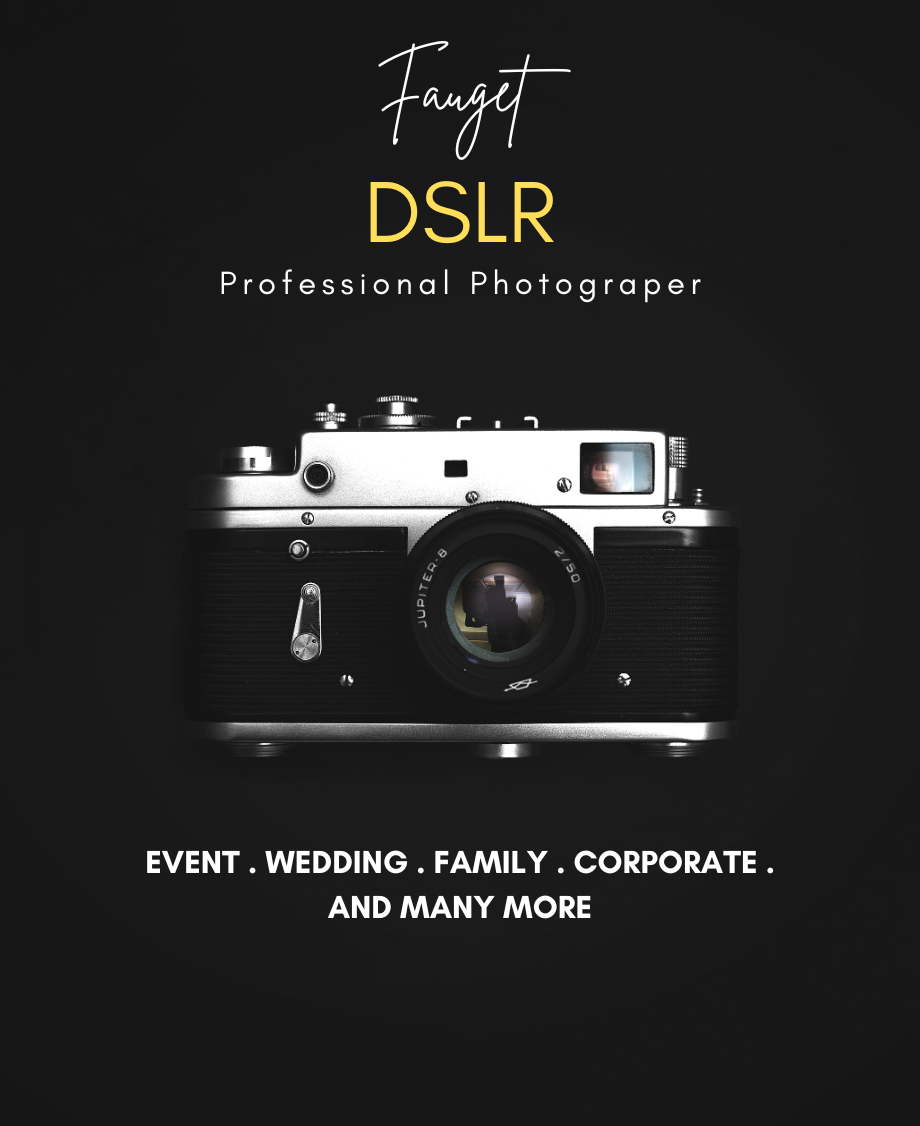 Fauget
DSLR
Professional Photograper
JUPITER-8
2/50
EVENT . WEDDING . FAMILY . CORPORATE .
AND MANY MORE